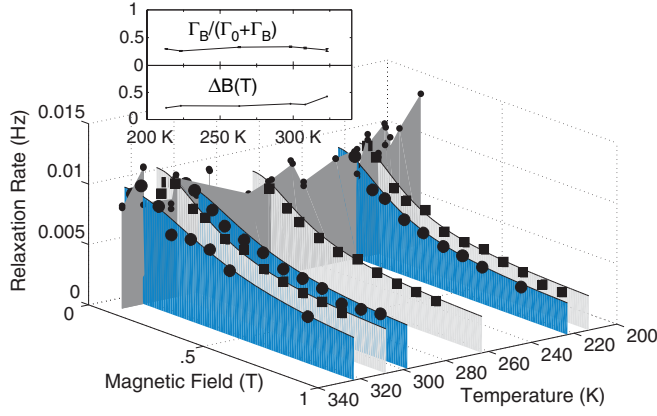 Γ_B/(Γ_0+Γ_B)
1
0.5
0
ΔB(T)
0.5
0
200 K 250 K 300 K
0.015
0.01
0.005
0
0
.5
1
Relaxation Rate (Hz)
Magnetic Field (T)
340 320 300 280 260 240 220 200
Temperature (K)